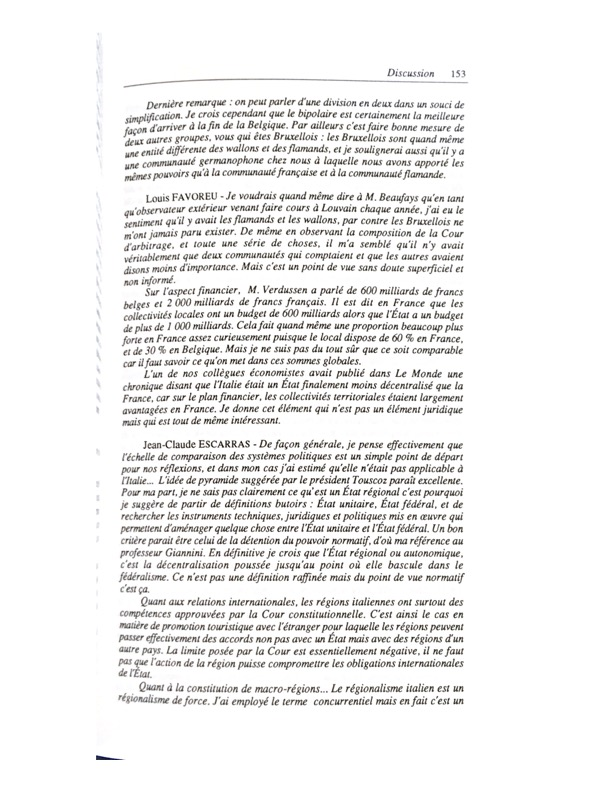 Discussion 153
Dernière remarque : on peut parler d'une division en deux dans un souci de
simplification. Je crois cependant que le bipolaire est certainement la meilleure
façon d'arriver à la fin de la Belgique. Par ailleurs c'est faire bonne mesure de
deux autres groupes, vous qui êtes Bruxellois : les Bruxellois sont quand même
une entité différente des wallons et des flamands, et je soulignerai aussi qu'il y a
une communauté germanophone chez nous à laquelle nous avons apporté les
mêmes pouvoirs qu'à la communauté française et à la communauté flamande.
Louis FAVOREU - Je voudrais quand même dire à M. Beaufays qu'en tant
qu'observateur extérieur venant faire cours à Louvain chaque année, j'ai eu le
sentiment qu'il y avait les flamands et les wallons, par contre les Bruxellois ne
m'ont jamais paru exister. De même en observant la composition de la Cour
d'arbitrage, et toute une série de choses, il m'a semblé qu'il n'y avait
véritablement que deux communautés qui comptaient et que les autres avaient
disons moins d'importance. Mais c'est un point de vue sans doute superficiel et
non informé.
Sur l'aspect financier, M. Verdussen a parlé de 600 milliards de francs
belges et 2 000 milliards de francs français. Il est dit en France que les
collectivités locales ont un budget de 600 milliards alors que l'État a un budget
de plus de 1 000 milliards. Cela fait quand même une proportion beaucoup plus
forte en France assez curieusement puisque le local dispose de 60 % en France,
et de 30 % en Belgique. Mais je ne suis pas du tout sûr que ce soit comparable
car il faut savoir ce qu'on met dans ces sommes globales.
L'un de nos collègues économistes avait publié dans Le Monde une
chronique disant que l'Italie était un État finalement moins décentralisé que la
France, car sur le plan financier, les collectivités territoriales étaient largement
avantagées en France. Je donne cet élément qui n'est pas un élément juridique
mais qui est tout de même intéressant.
Jean-Claude ESCARRAS - De façon générale, je pense effectivement que
l'échelle de comparaison des systèmes politiques est un simple point de départ
pour nos réflexions, et dans mon cas j'ai estimé qu'elle n'était pas applicable à
l'Italie... L'idée de pyramide suggérée par le président Touscoz paraît excellente.
Pour ma part, je ne sais pas clairement ce qu'est un État régional c'est pourquoi
je suggère de partir de définitions butoirs : État unitaire, État fédéral, et de
rechercher les instruments techniques, juridiques et politiques mis en œuvre qui
permettent d'aménager quelque chose entre l'État unitaire et l'État fédéral. Un bon
critère parait être celui de la détention du pouvoir normatif, d'où ma référence au
professeur Giannini. En définitive je crois que l'État régional ou autonomique,
c'est la décentralisation poussée jusqu'au point où elle bascule dans le
fédéralisme. Ce n'est pas une définition raffinée mais du point de vue normatif
c'est ça.
Quant aux relations internationales, les régions italiennes ont surtout des
compétences approuvées par la Cour constitutionnelle. C'est ainsi le cas en
matière de promotion touristique avec l'étranger pour laquelle les régions peuvent
passer effectivement des accords non pas avec un État mais avec des régions d'un
autre pays. La limite posée par la Cour est essentiellement négative, il ne faut
pas que l'action de la région puisse compromettre les obligations internationales
de l'État.
Quant à la constitution de macro-régions... Le régionalisme italien est un
régionalisme de force. J'ai employé le terme concurrentiel mais en fait c'est un